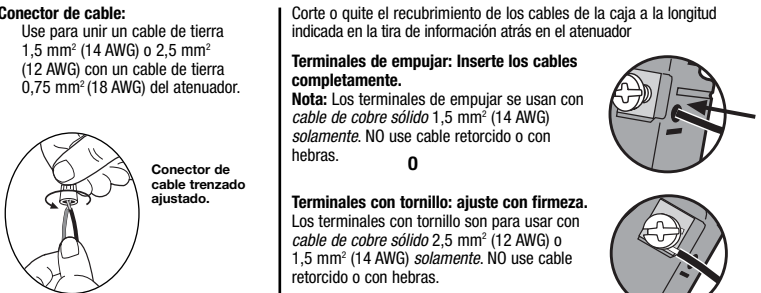 Conector de cable:
Use para unir un cable de tierra
1,5 mm² (14 AWG) o 2,5 mm²
(12 AWG) con un cable de tierra
0,75 mm² (18 AWG) del atenuador.
Conector de
cable trenzado
ajustado.
Corte o quite el recubrimiento de los cables de la caja a la longitud
indicada en la tira de información atrás en el atenuador
Terminales de empujar: Inserte los cables
completamente.
Nota: Los terminales de empujar se usan con
cable de cobre sólido 1,5 mm² (14 AWG)
solamente. NO use cable retorcido o con
hebras.
O
Terminales con tornillo: ajuste con firmeza.
Los terminales con tornillo son para usar con
cable de cobre sólido 2,5 mm² (12 AWG) o
1,5 mm² (14 AWG) solamente. NO use cable
retorcido o con hebras.